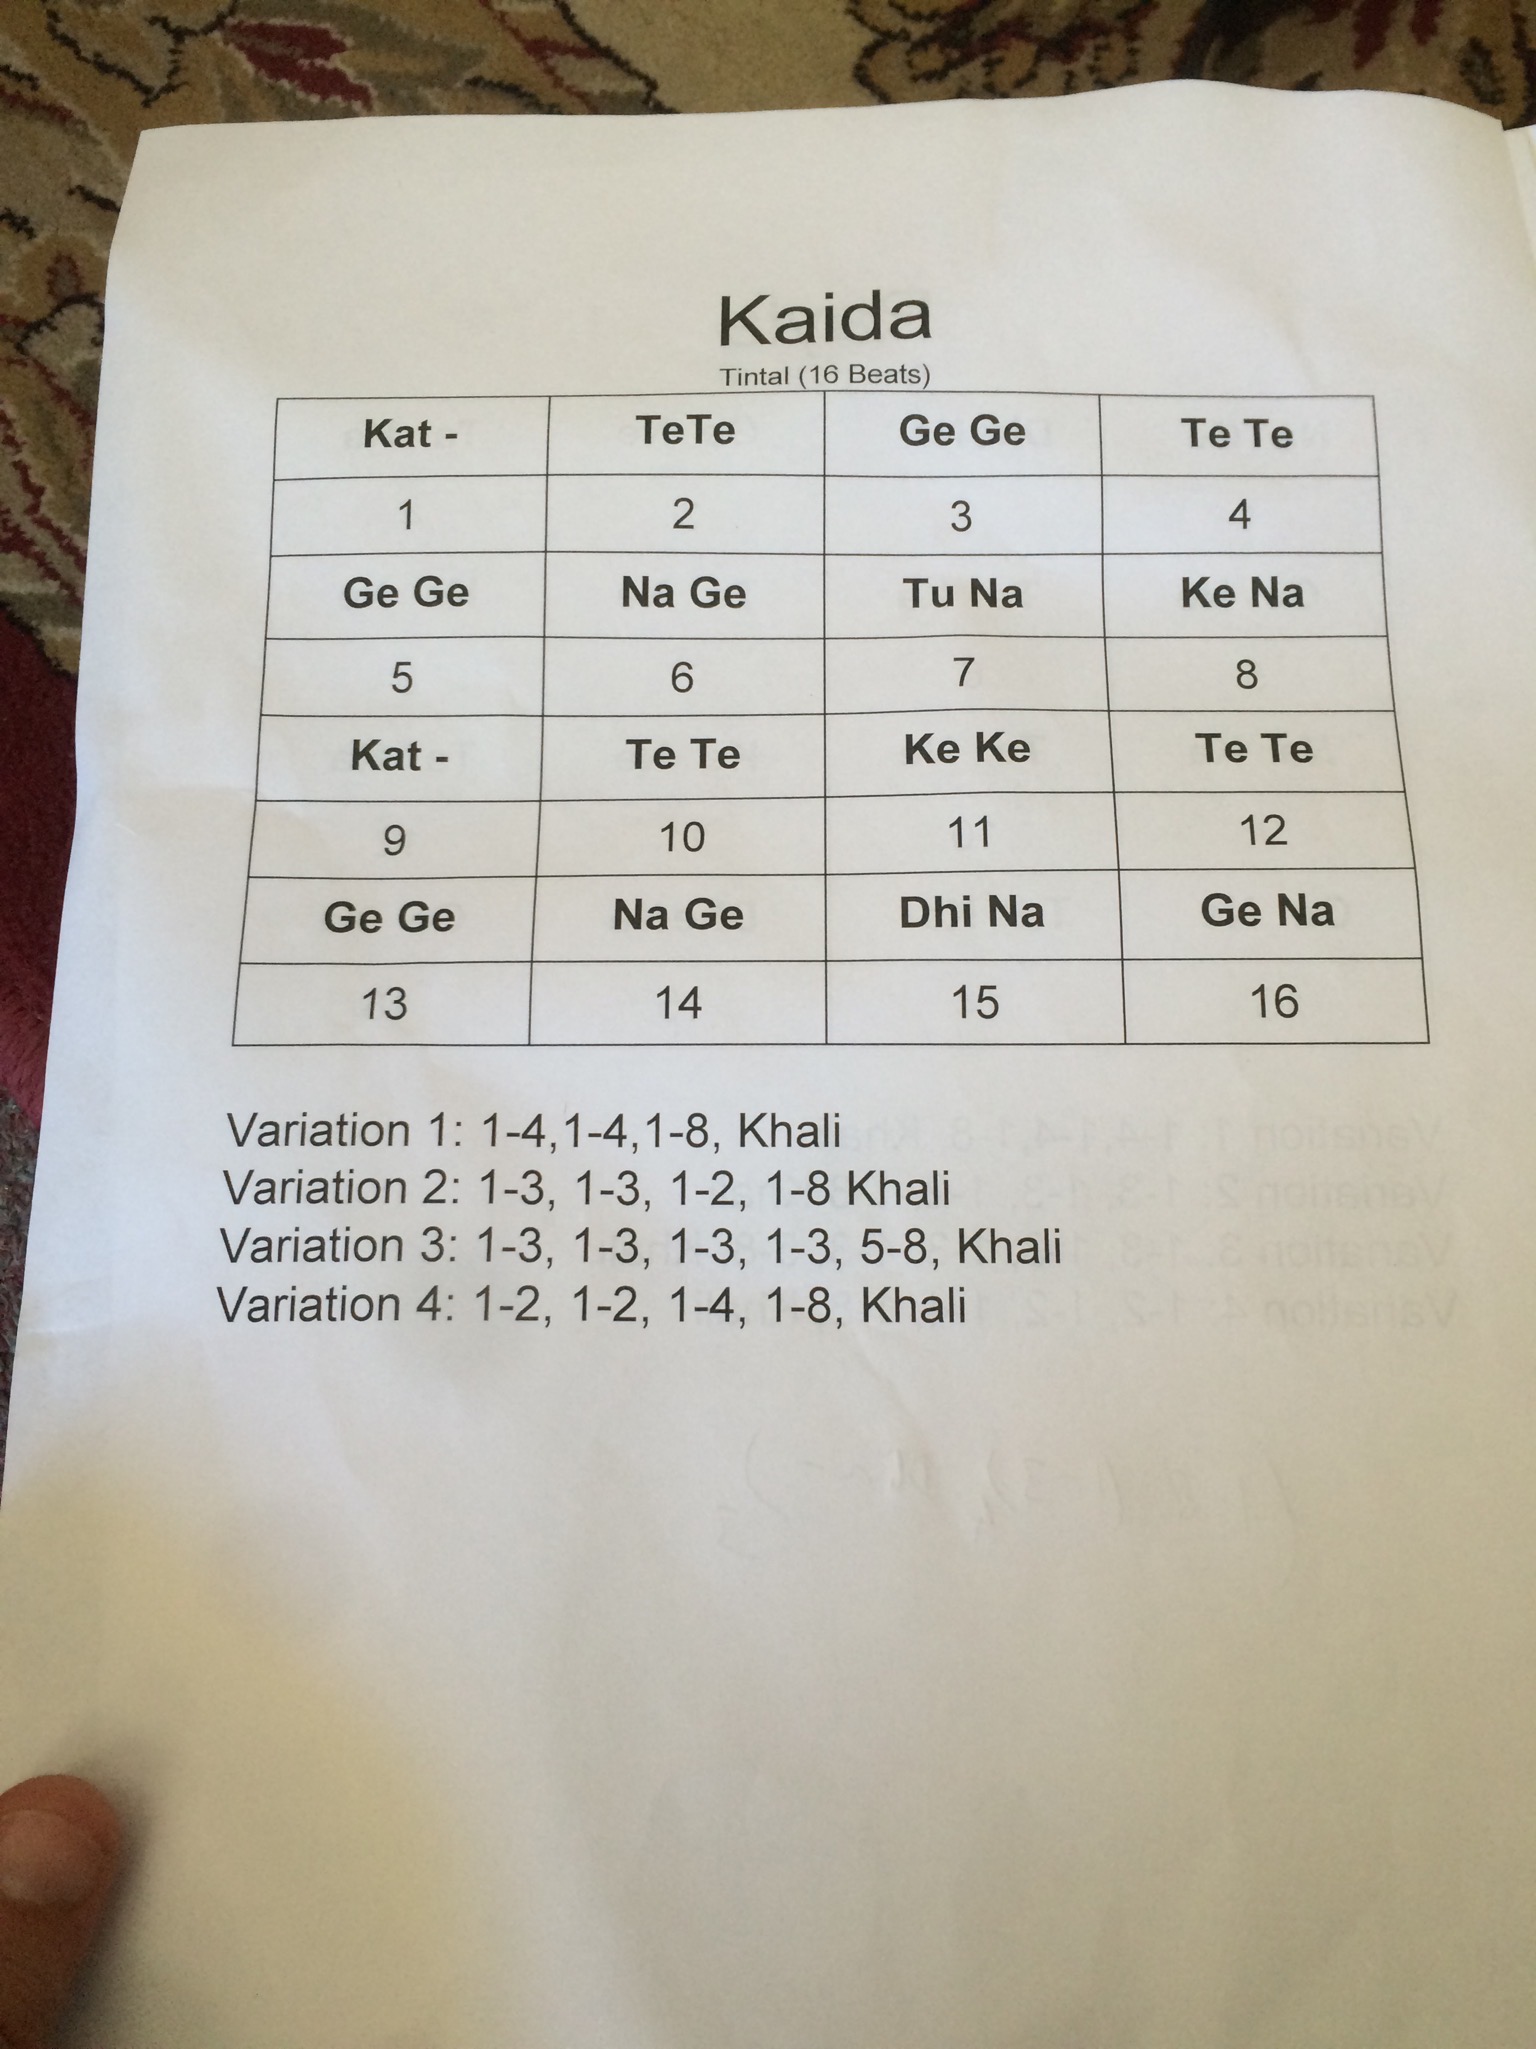 Kaida
Tintal (16 Beats)
Kat - TeTe Ge Ge Te Te
1 2 3 4
Ge Ge Na Ge Tu Na Ke Na
5 6 7 8
Kat - Te Te Ke Ke Te Te
9 10 11 12
Ge Ge Na Ge Dhi Na Ge Na
13 14 15 16
Variation 1: 1-4,1-4,1-8, Khali
Variation 2: 1-3, 1-3, 1-2, 1-8 Khali
Variation 3: 1-3, 1-3, 1-3, 1-3, 5-8, Khali
Variation 4: 1-2, 1-2, 1-4, 1-8, Khali